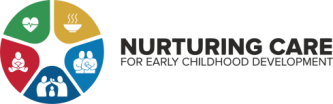 NURTURING CARE
FOR EARLY CHILDHOOD DEVELOPMENT